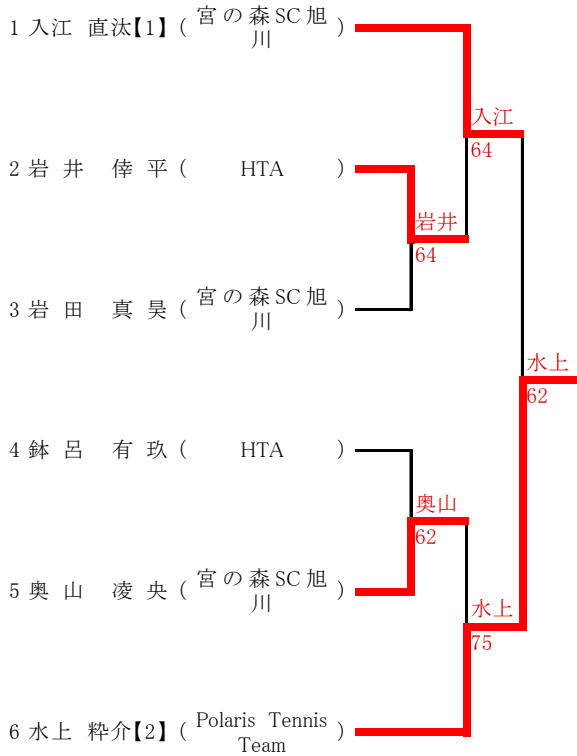 1 入江 直汰【1】 ( 宮の森SC旭川 )
入江
64
2 岩井 倖平 ( HTA )
岩井
64
3 岩田 真昊 ( 宮の森SC旭川 )
水上
62
4 鉢呂 有玖 ( HTA )
奥山
62
5 奥山 凌央 ( 宮の森SC旭川 )
水上
75
6 水上 粋介【2】 ( Polaris Tennis Team )